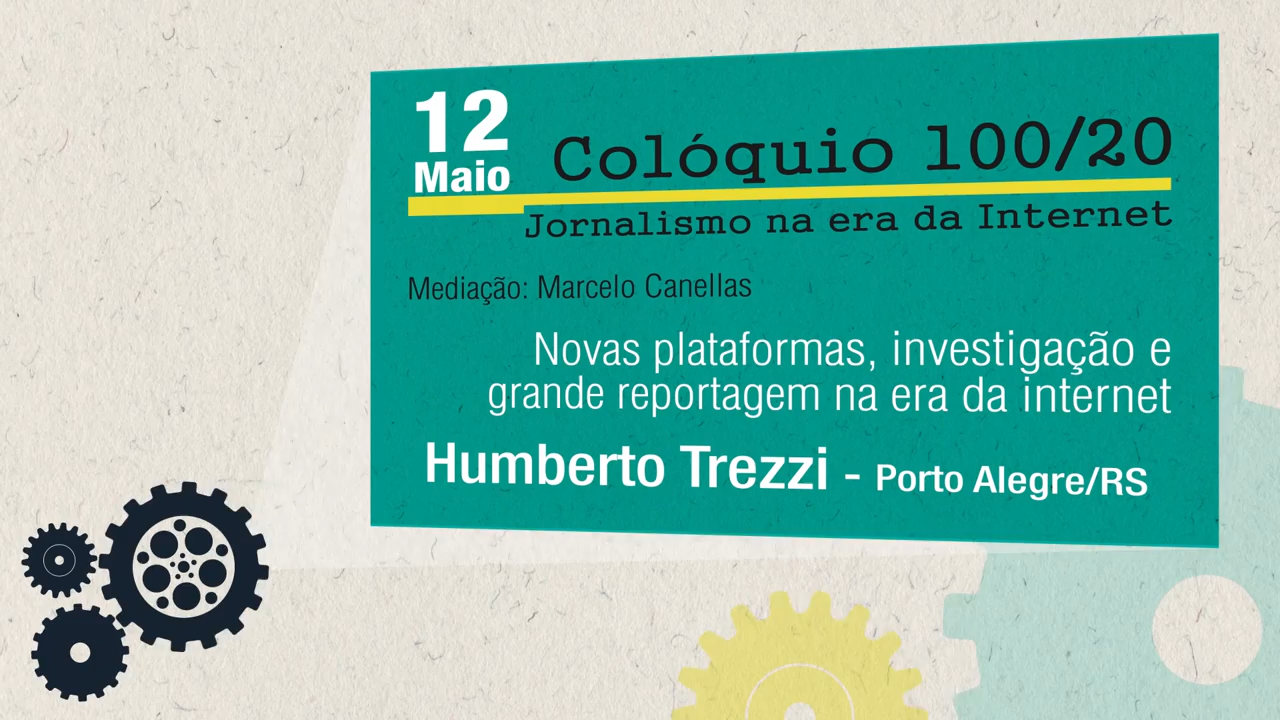 12
Maio
Colóquio 100/20
Jornalismo na era da Internet
Mediação: Marcelo Canellas
Novas plataformas, investigação e
grande reportagem na era da internet
Humberto Trezzi - Porto Alegre/RS